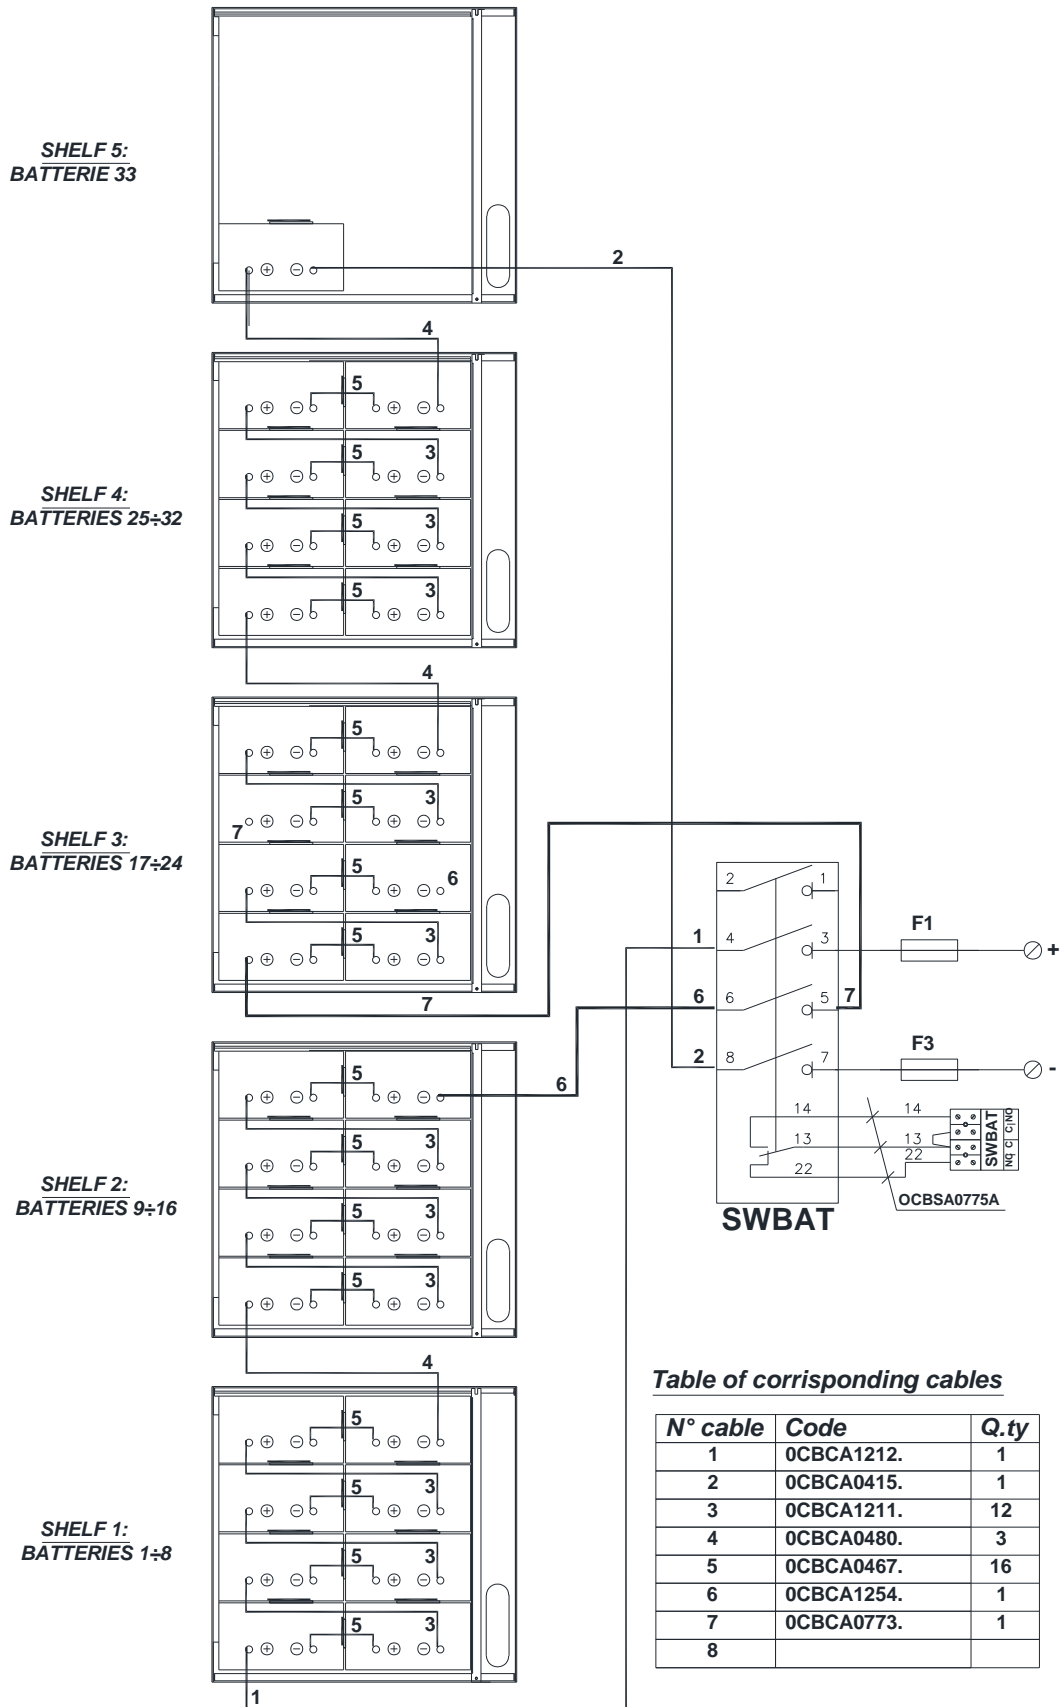 SHELF 5:
BATTERIE 33
2
4
5
5
3
SHELF 4:
BATTERIES 25÷32
5
3
5
3
4
5
5
3
7
SHELF 3:
BATTERIES 17÷24
5
6
5
3
7
2
1
1
4
3
F1
+
6
6
5
7
2
8
7
F3
-
14
14
13
13
22
22
SWBAT
NO
C
C
NQ
OCBSA0775A
SWBAT
5
6
5
3
SHELF 2:
BATTERIES 9÷16
5
3
5
3
4
5
5
3
SHELF 1:
BATTERIES 1÷8
5
3
5
3
1
Table of corrisponding cables
N° cable Code Q.ty
1 0CBCA1212. 1
2 0CBCA0415. 1
3 0CBCA1211. 12
4 0CBCA0480. 3
5 0CBCA0467. 16
6 0CBCA1254. 1
7 0CBCA0773. 1
8